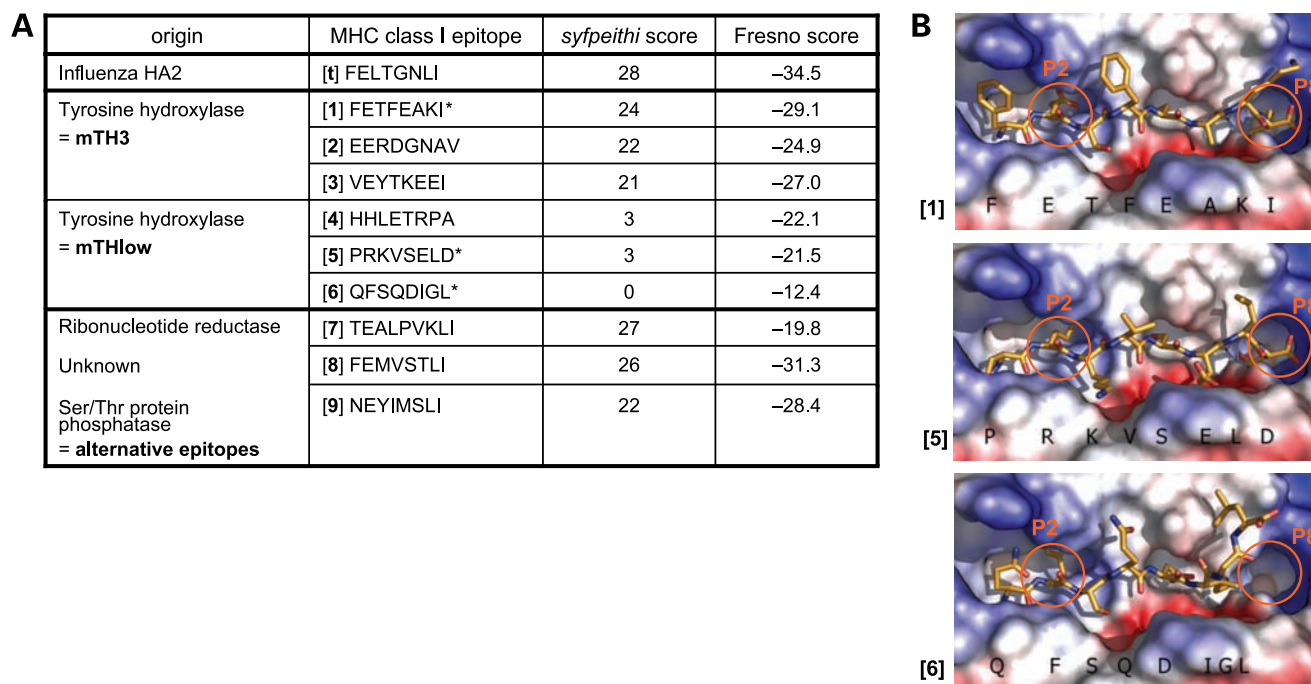 A
origin MHC class I epitope syfpeithi score Fresno score
Influenza HA2 [t] FELTGNLI 28 –34.5
Tyrosine hydroxylase [1] FETFEAKI* 24 –29.1
= mTH3
[2] EERDGNAV 22 –24.9
[3] VEYTKEEI 21 –27.0
Tyrosine hydroxylase [4] HHLETRPA 3 –22.1
= mTHlow
[5] PRKVSELD* 3 –21.5
[6] QFSQDIGL* 0 –12.4
Ribonucleotide reductase [7] TEALPVKLI 27 –19.8
Unknown [8] FEMVSTLI 26 –31.3
Ser/Thr protein [9] NEYIMSLI 22 –28.4
phosphatase
= alternative epitopes
B
P2 P8
[1] F E T F E A K I
P2 P8
[5] P R K V S E L D
P2 P8
[6] Q F S Q D I G L